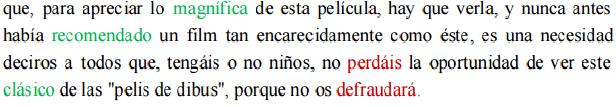 que, para apreciar lo magnífica de esta película, hay que verla, y nunca antes
había recomendado un film tan encarecidamente como éste, es una necesidad
deciros a todos que, tengáis o no niños, no perdáis la oportunidad de ver este
clásico de las "pelis de dibus", porque no os defraudará.